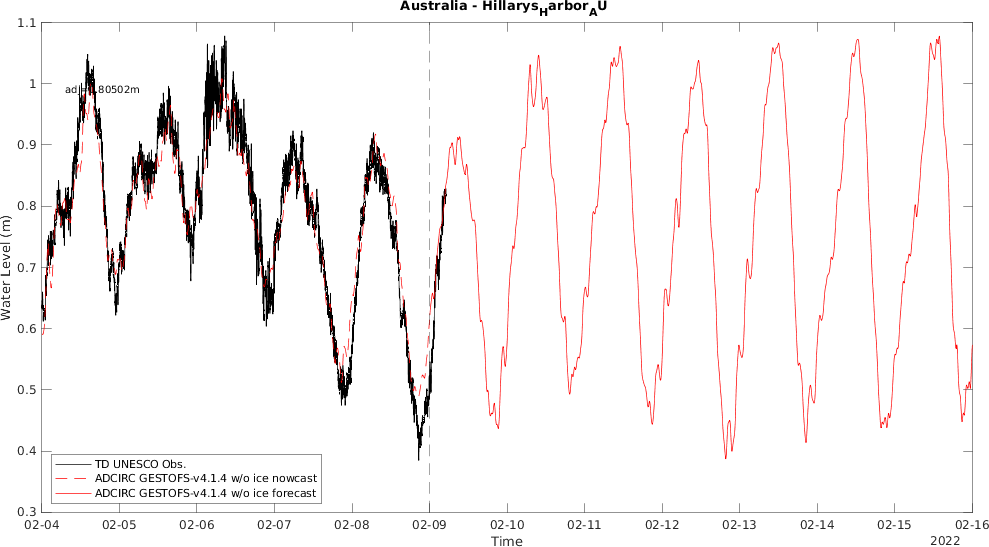 Australia - HillarysHarborAU
1.1
1
0.9
0.8
0.7
0.6
0.5
0.4
0.3
Water Level (m)
80502m
TD UNESCO Obs.
ADCIRC GESTOFS-v4.1.4 w/o ice nowcast
ADCIRC GESTOFS-v4.1.4 w/o ice forecast
02-04 02-05 02-06 02-07 02-08 02-09 02-10 02-11 02-12 02-13 02-14 02-15 02-16
Time
2022